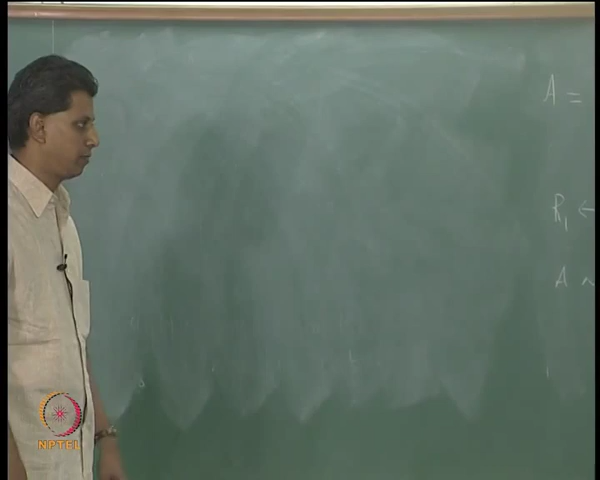 A =
R₁ ←
A ~
NPTEL